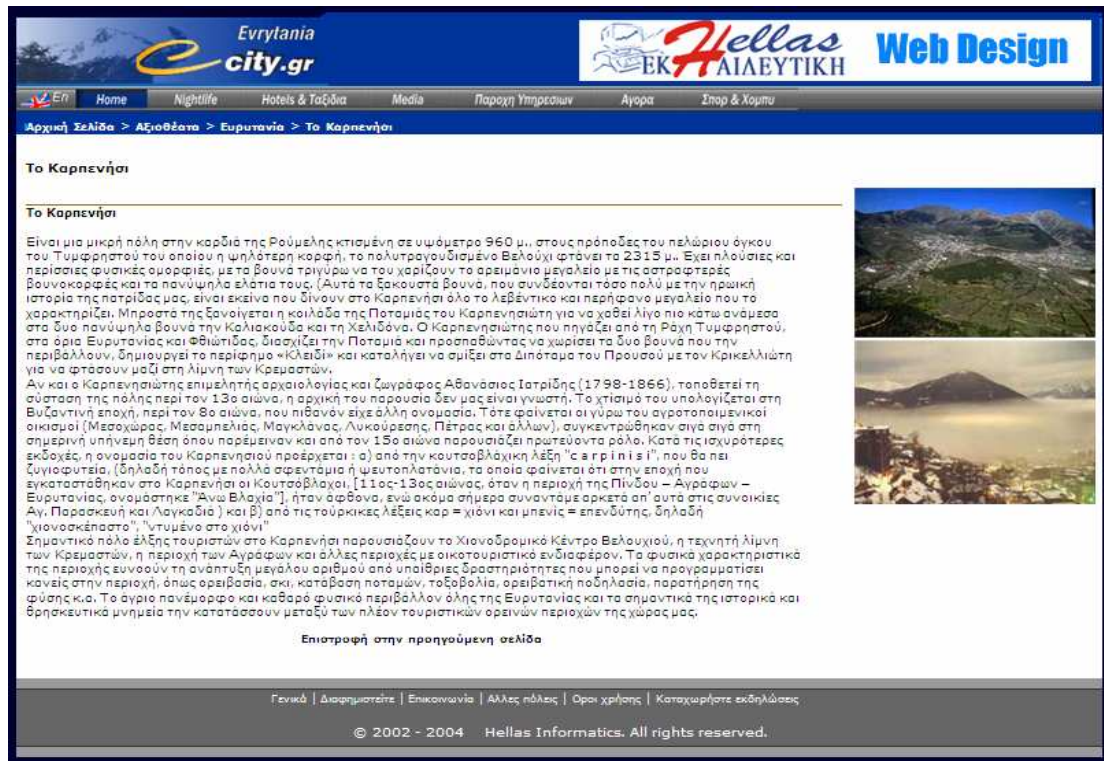 Evrytania
city.gr
Hellas
ΕΚ ΑΙΔΕΥΤΙΚΗ
Web Design
En Home Nightlife Hotels & Ταξιδια Media Παροχη Υπηρεσιων Αγορα Σπορ & Χομπυ
Αρχική Σελίδα > Αξιοθέατα > Ευρυτανία > Το Καρπενήσι
Το Καρπενήσι
Το Καρπενήσι
Είναι μια μικρή πόλη στην καρδιά της Ρούμελης κτισμένη σε υψόμετρο 960 μ., στους πρόποδες του πελώριου όγκου
του Τυμφρηστού του οποίου η ψηλότερη κορφή, το πολυτραγουδισμένο Βελούχι φτάνει τα 2315 μ.. Έχει πλούσιες και
περίσσιες φυσικές ομορφιές, με τα βουνά τριγύρω να του χαρίζουν το αρειμάνιο μεγαλείο με τις αστραφτερές
βουνοκορφές και τα πανύψηλα ελάτια τους. (Αυτά τα ξακουστά βουνά, που συνδέονται τόσο πολύ με την ηρωική
ιστορία της πατρίδας μας, είναι εκείνα που δίνουν στο Καρπενήσι όλο το λεβέντικο και περήφανο μεγαλείο που το
χαρακτηρίζει. Μπροστά της ξανοίγεται η κοιλάδα της Ποταμιάς του Καρπενησιώτη για να χαθεί λίγο πιο κάτω ανάμεσα
στα δυο πανύψηλα βουνά την Καλιακούδα και τη Χελιδόνα. Ο Καρπενησιώτης που πηγάζει από τη Ράχη Τυμφρηστού,
στα όρια Ευρυτανίας και Φθιώτιδας, διασχίζει την Ποταμιά και προσπαθώντας να χωρίσει τα δυο βουνά που την
περιβάλλουν, δημιουργεί το περίφημο «Κλειδί» και καταλήγει να σμίξει στα Διπόταμα του Προυσού με τον Κρικελλιώτη
για να φτάσουν μαζί στη λίμνη των Κρεμαστών.
Αν και ο Καρπενησιώτης επιμελητής αρχαιολογίας και ζωγράφος Αθανάσιος Ιατρίδης (1798-1866), τοποθετεί τη
σύσταση της πόλης περί τον 13ο αιώνα, η αρχική του παρουσία δεν μας είναι γνωστή. Το χτίσιμό του υπολογίζεται στη
Βυζαντινή εποχή, περί τον 8ο αιώνα, που πιθανόν είχε άλλη ονομασία. Τότε φαίνεται οι γύρω του αγροτοποιμενικοί
οικισμοί (Μεσοχώρας, Μεσαμπελιάς, Μαγκλάνας, Λυκούρεσης, Πέτρας και άλλων), συγκεντρώθηκαν σιγά σιγά στη
σημερινή υπήνεμη θέση όπου παρέμειναν και από τον 15ο αιώνα παρουσιάζει πρωτεύοντα ρόλο. Κατά τις ισχυρότερες
εκδοχές, η ονομασία του Καρπενησιού προέρχεται : α) από την κουτσοβλάχικη λέξη "c a r p i n i s i", που θα πει
ζυγιοφυτεία, (δηλαδή τόπος με πολλά σφεντάμια ή ψευτοπλατάνια, τα οποία φαίνεται ότι στην εποχή που
εγκαταστάθηκαν στο Καρπενήσι οι Κουτσόβλαχοι, [11ος-13ος αιώνας, όταν η περιοχή της Πίνδου – Αγράφων –
Ευρυτανίας, ονομάστηκε "Άνω Βλαχία"], ήταν άφθονα, ενώ ακόμα σήμερα συναντάμε αρκετά απ' αυτά στις συνοικίες
Αγ. Παρασκευή και Λαγκαδιά ) και β) από τις τούρκικες λέξεις καρ = χιόνι και μπενίς = επενδύτης, δηλαδή
"χιονοσκέπαστο", "ντυμένο στο χιόνι"
Σημαντικό πόλο έλξης τουριστών στο Καρπενήσι παρουσιάζουν το Χιονοδρομικό Κέντρο Βελουχιού, η τεχνητή λίμνη
των Κρεμαστών, η περιοχή των Αγράφων και άλλες περιοχές με οικοτουριστικό ενδιαφέρον. Τα φυσικά χαρακτηριστικά
της περιοχής ευνοούν τη ανάπτυξη μεγάλου αριθμού από υπαίθριες δραστηριότητες που μπορεί να προγραμματίσει
κανείς στην περιοχή, όπως ορειβασία, σκι, κατάβαση ποταμών, τοξοβολία, ορειβατική ποδηλασία, παρατήρηση της
φύσης κ.α. Το άγριο πανέμορφο και καθαρό φυσικό περιβάλλον όλης της Ευρυτανίας και τα σημαντικά της ιστορικά και
θρησκευτικά μνημεία την κατατάσσουν μεταξύ των πλέον τουριστικών ορεινών περιοχών της χώρας μας.
Επιστροφή στην προηγούμενη σελίδα
Γενικά | Διαφημιστείτε | Επικοινωνία | Αλλες πόλεις | Οροι χρήσης | Καταχωρήστε εκδηλώσεις
© 2002 - 2004 Hellas Informatics. All rights reserved.